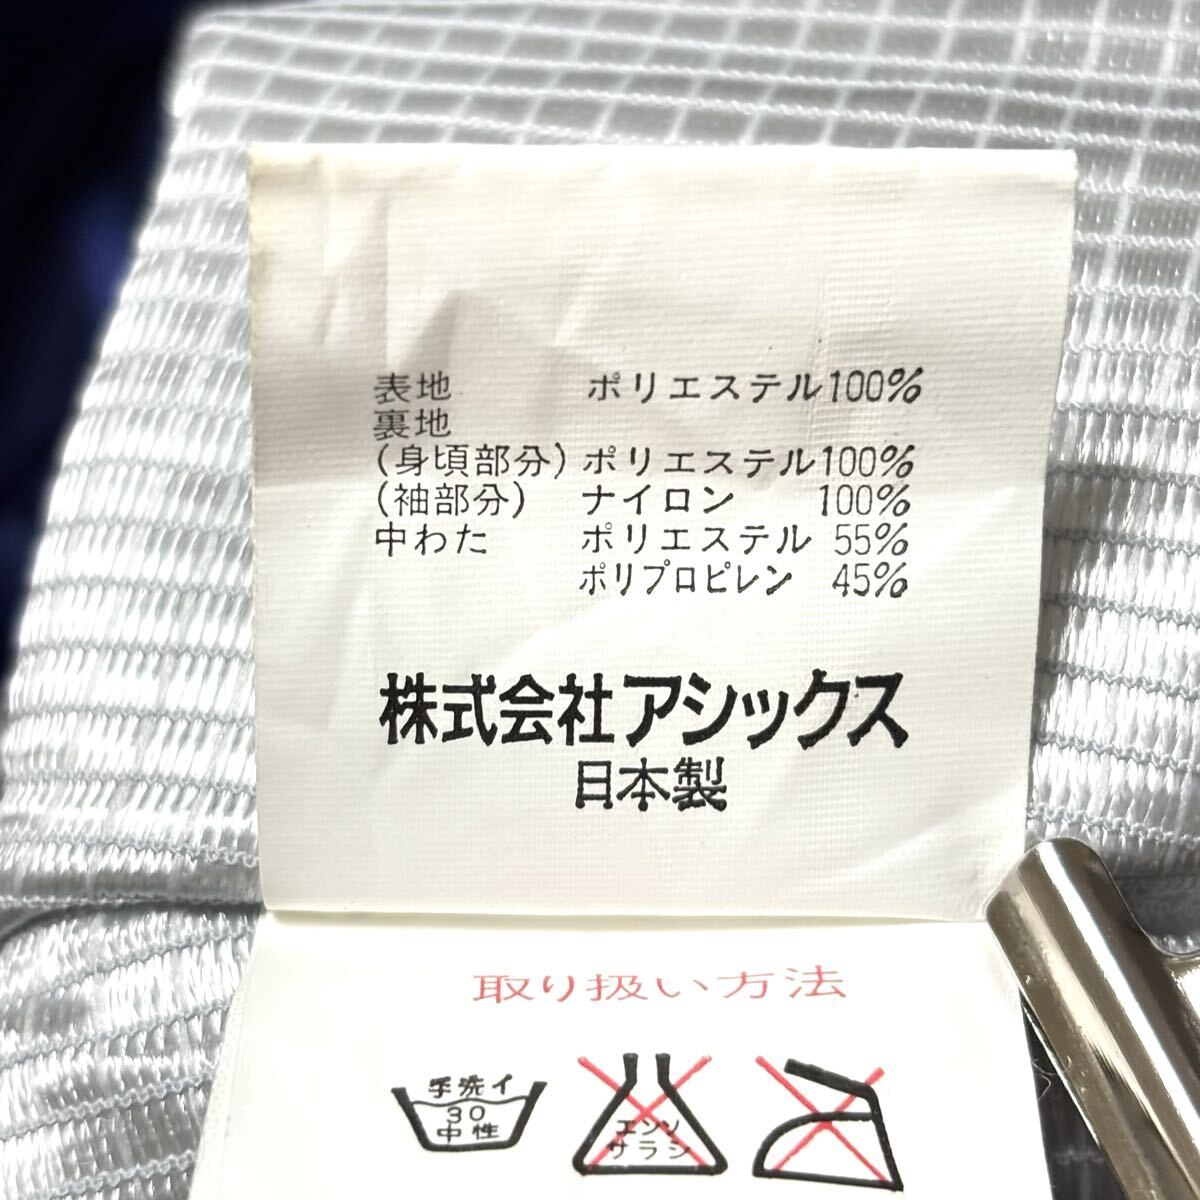 表地 ポリエステル100%
裏地
(身頃部分) ポリエステル100%
(袖部分) ナイロン 100%
中わた ポリエステル 55%
ポリプロピレン 45%
株式会社アシックス
日本製
取り扱い方法
手洗イ
30
中性
エンソ
サラシ